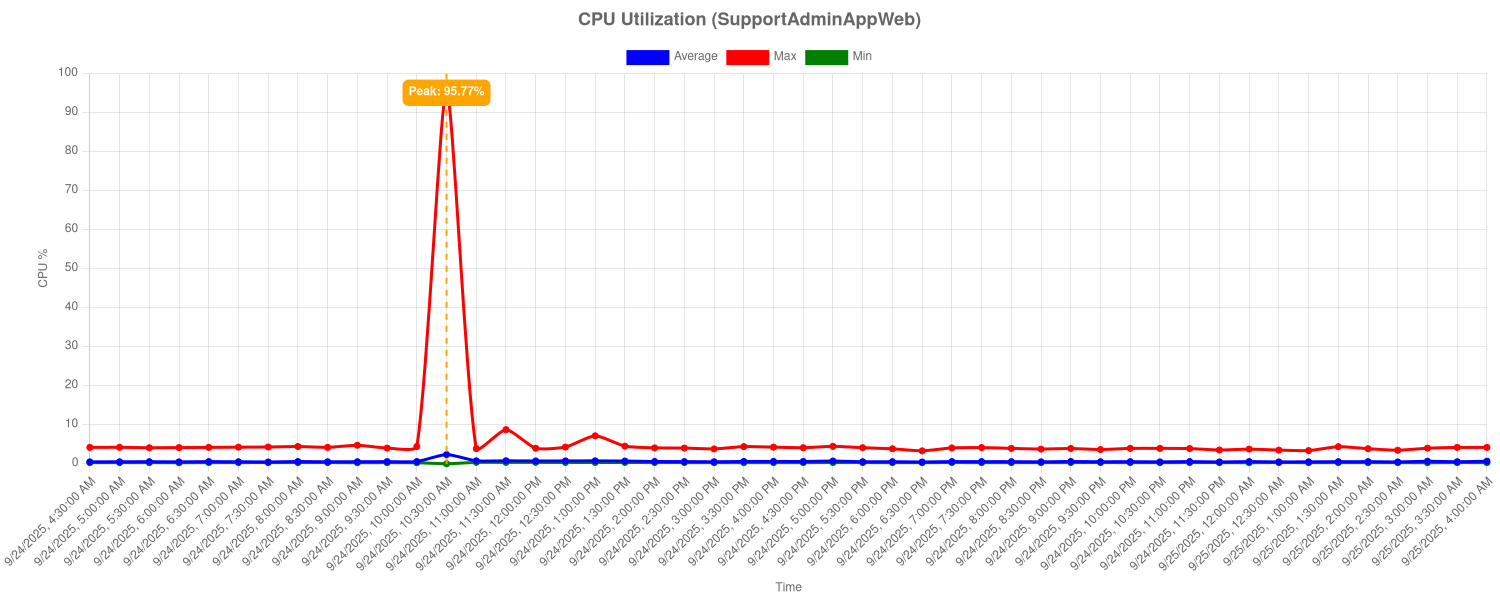 CPU Utilization (SupportAdminAppWeb)
Average Max Min
Peak: 95.77%
100
90
80
70
60
50
40
30
20
10
0
CPU %
9/24/2025, 4:30:00 AM
9/24/2025, 5:00:00 AM
9/24/2025, 5:30:00 AM
9/24/2025, 6:00:00 AM
9/24/2025, 6:30:00 AM
9/24/2025, 7:00:00 AM
9/24/2025, 7:30:00 AM
9/24/2025, 8:00:00 AM
9/24/2025, 8:30:00 AM
9/24/2025, 9:00:00 AM
9/24/2025, 9:30:00 AM
9/24/2025, 10:00:00 AM
9/24/2025, 10:30:00 AM
9/24/2025, 11:00:00 AM
9/24/2025, 11:30:00 AM
9/24/2025, 12:00:00 PM
9/24/2025, 12:30:00 PM
9/24/2025, 1:00:00 PM
9/24/2025, 1:30:00 PM
9/24/2025, 2:00:00 PM
9/24/2025, 2:30:00 PM
9/24/2025, 3:00:00 PM
9/24/2025, 3:30:00 PM
9/24/2025, 4:00:00 PM
9/24/2025, 4:30:00 PM
9/24/2025, 5:00:00 PM
9/24/2025, 5:30:00 PM
9/24/2025, 6:00:00 PM
9/24/2025, 6:30:00 PM
9/24/2025, 7:00:00 PM
9/24/2025, 7:30:00 PM
9/24/2025, 8:00:00 PM
9/24/2025, 8:30:00 PM
9/24/2025, 9:00:00 PM
9/24/2025, 9:30:00 PM
9/24/2025, 10:00:00 PM
9/24/2025, 10:30:00 PM
9/24/2025, 11:00:00 PM
9/24/2025, 11:30:00 PM
9/25/2025, 12:00:00 AM
9/25/2025, 12:30:00 AM
9/25/2025, 1:00:00 AM
9/25/2025, 1:30:00 AM
9/25/2025, 2:00:00 AM
9/25/2025, 2:30:00 AM
9/25/2025, 3:00:00 AM
9/25/2025, 3:30:00 AM
9/25/2025, 4:00:00 AM
Time